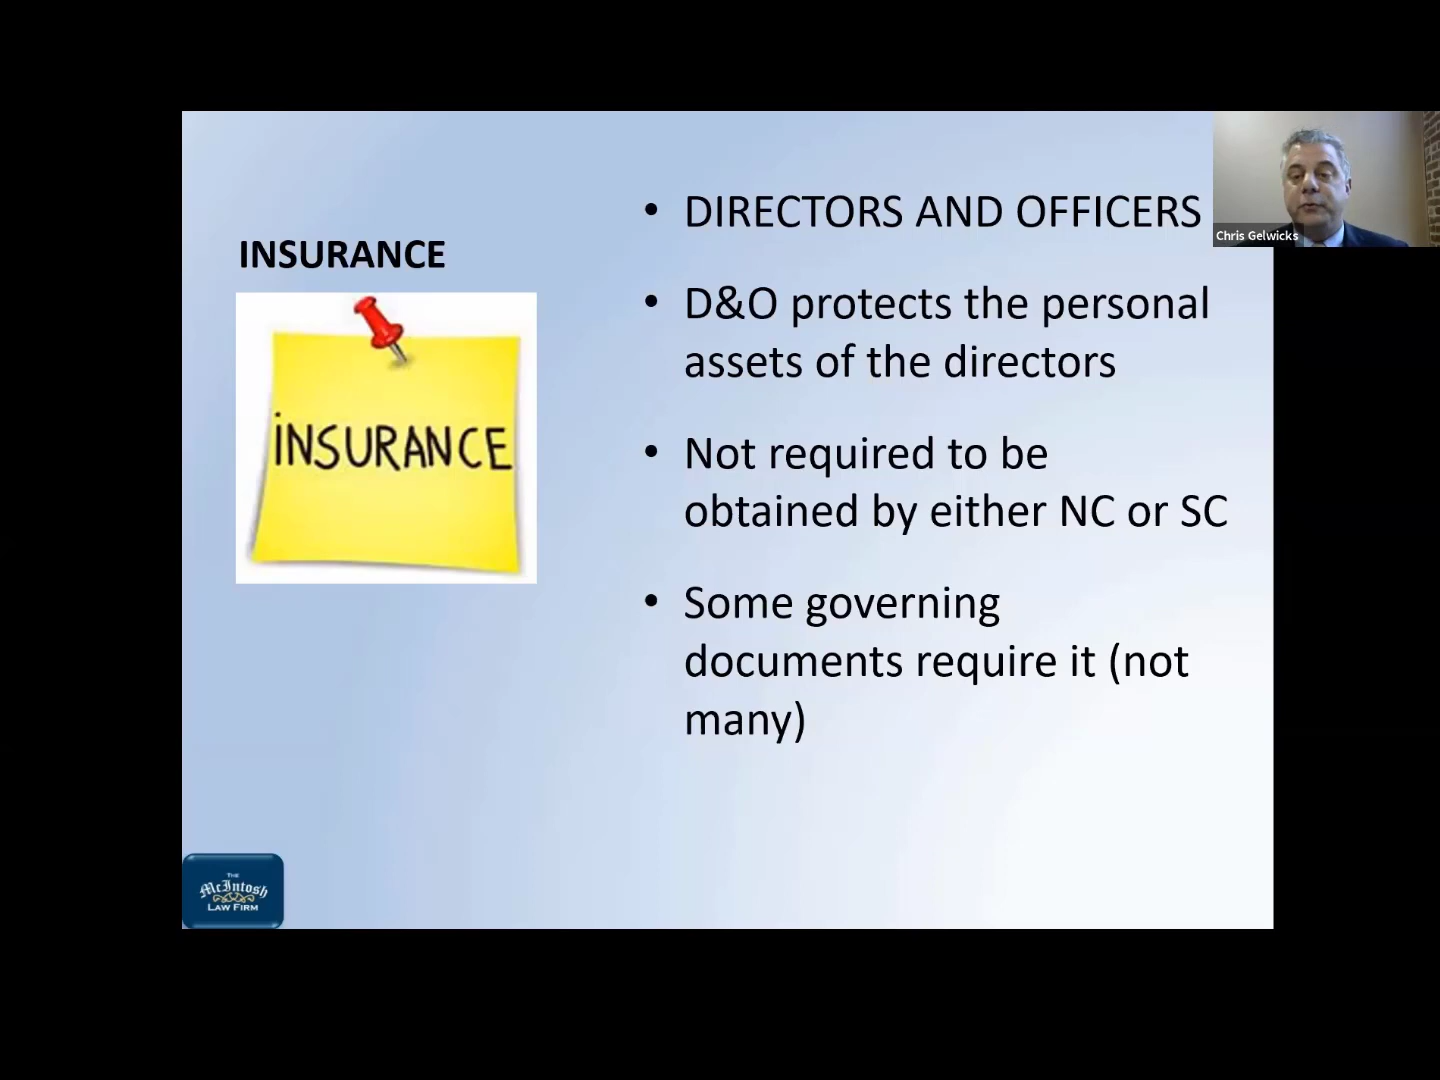 INSURANCE
iNSURANCE
• DIRECTORS AND OFFICERS
• D&O protects the personal
assets of the directors
• Not required to be
obtained by either NC or SC
• Some governing
documents require it (not
many)
Chris Gelwicks
THE
McIntosh
LAW FIRM